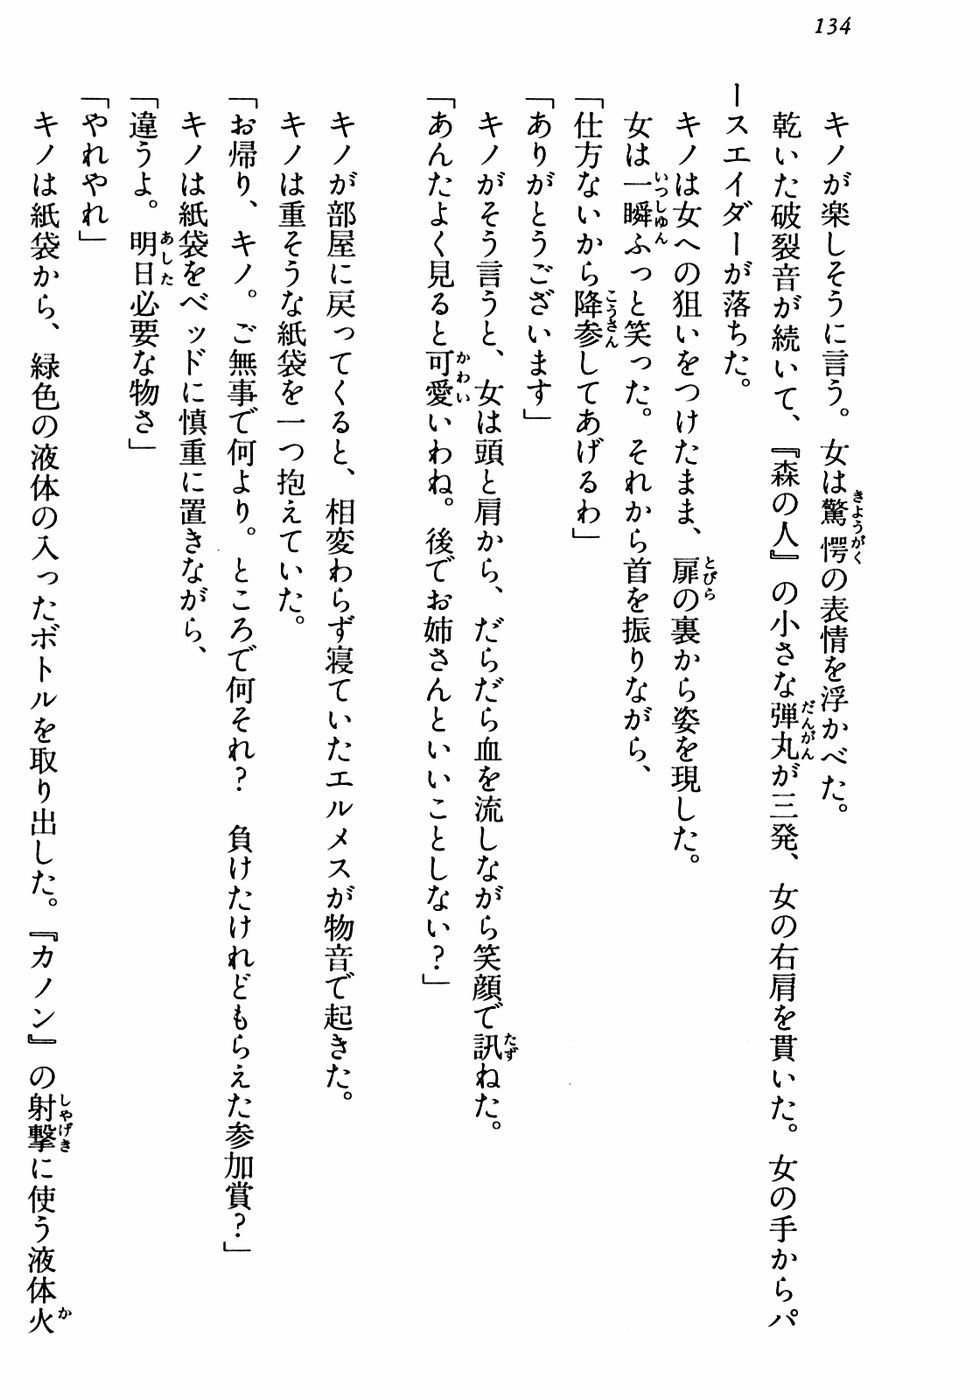 134
キノが楽しそうに言う。女は驚愕の表情を浮かべた。
乾いた破裂音が続いて、『森の人』の小さな弾丸が三発、女の右肩を貫いた。女の手からパ
ースエイダーが落ちた。
キノは女への狙いをつけたまま、扉の裏から姿を現した。
女は一瞬ふっと笑った。それから首を振りながら、
「仕方ないから降参してあげるわ」
「ありがとうございます」
キノがそう言うと、女は頭と肩から、だらだら血を流しながら笑顔で訊ねた。
「あんたよく見ると可愛いわね。後でお姉さんといいことしない？」
キノが部屋に戻ってくると、相変わらず寝ていたエルメスが物音で起きた。
キノは重そうな紙袋を一つ抱えていた。
「お帰り、キノ。ご無事で何より。ところで何それ？　負けたけれどもらえた参加賞？」
キノは紙袋をベッドに慎重に置きながら、
「違うよ。明日必要な物さ」
「やれやれ」
キノは紙袋から、緑色の液体の入ったボトルを取り出した。『カノン』の射撃に使う液体火